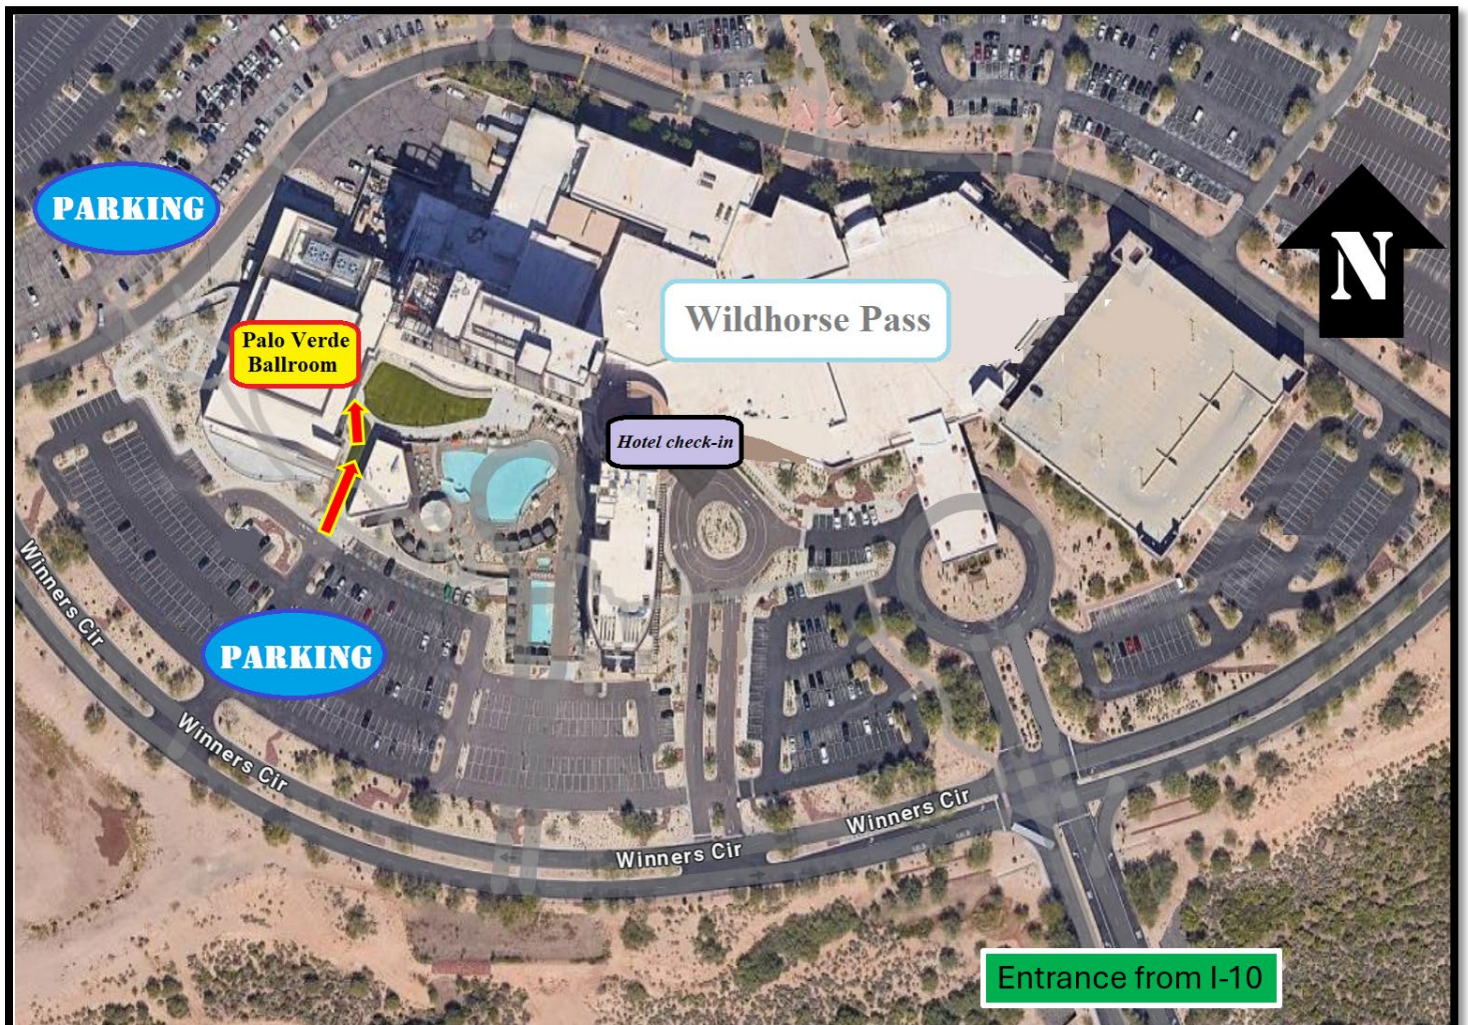 PARKING
N
Wildhorse Pass
Palo Verde
Ballroom
Hotel check-in
Winners Cir
PARKING
Winners Cir
Winners Cir
Winners Cir
Entrance from I-10